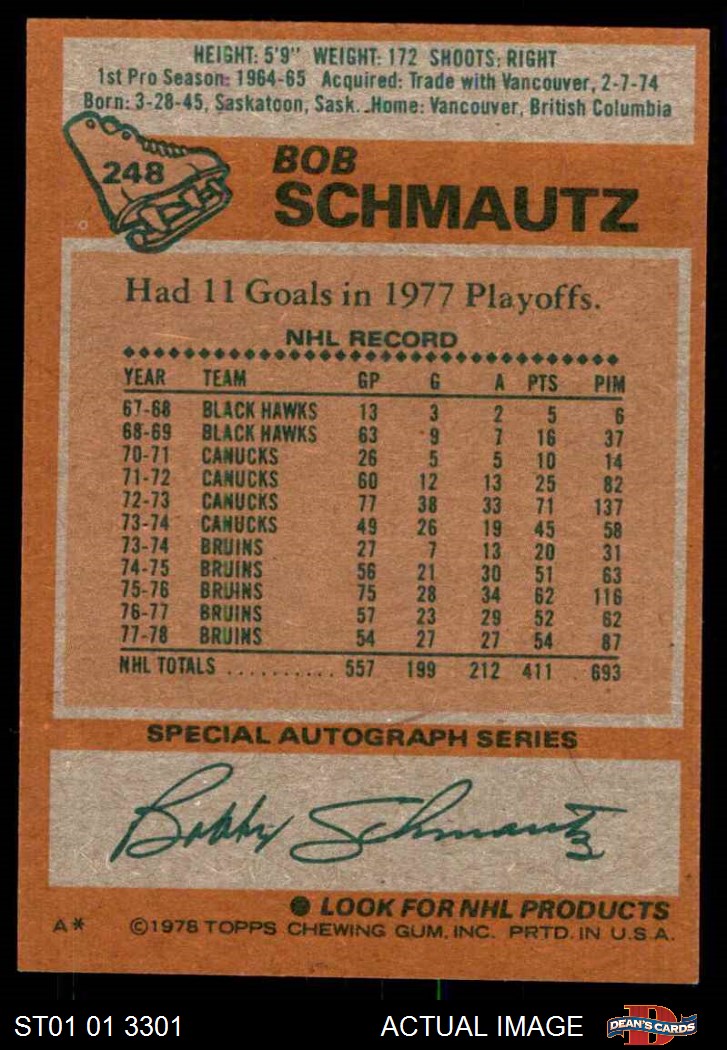 HEIGHT: 5'9" WEIGHT: 172 SHOOTS: RIGHT
1st Pro Season: 1964-65 Acquired: Trade with Vancouver, 2-7-74
Born: 3-28-45, Saskatoon, Sask. Home: Vancouver, British Columbia
248
BOB
SCHMAUTZ
Had 11 Goals in 1977 Playoffs.
NHL RECORD
YEAR TEAM GP G A PTS PIM
67-68 BLACK HAWKS 13 3 2 5 6
68-69 BLACK HAWKS 63 9 7 16 37
70-71 CANUCKS 26 5 5 10 14
71-72 CANUCKS 60 12 13 25 82
72-73 CANUCKS 77 38 33 71 137
73-74 CANUCKS 49 26 19 45 58
73-74 BRUINS 27 7 13 20 31
74-75 BRUINS 56 21 30 51 63
75-76 BRUINS 75 28 34 62 116
76-77 BRUINS 57 23 29 52 62
77-78 BRUINS 54 27 27 54 87
NHL TOTALS .......... 557 199 212 411 693
SPECIAL AUTOGRAPH SERIES
Bobby Schmautz
● LOOK FOR NHL PRODUCTS
A* ©1978 TOPPS CHEWING GUM, INC. PRTD. IN U.S.A.
ST01 01 3301 ACTUAL IMAGE D DEAN'S CARDS